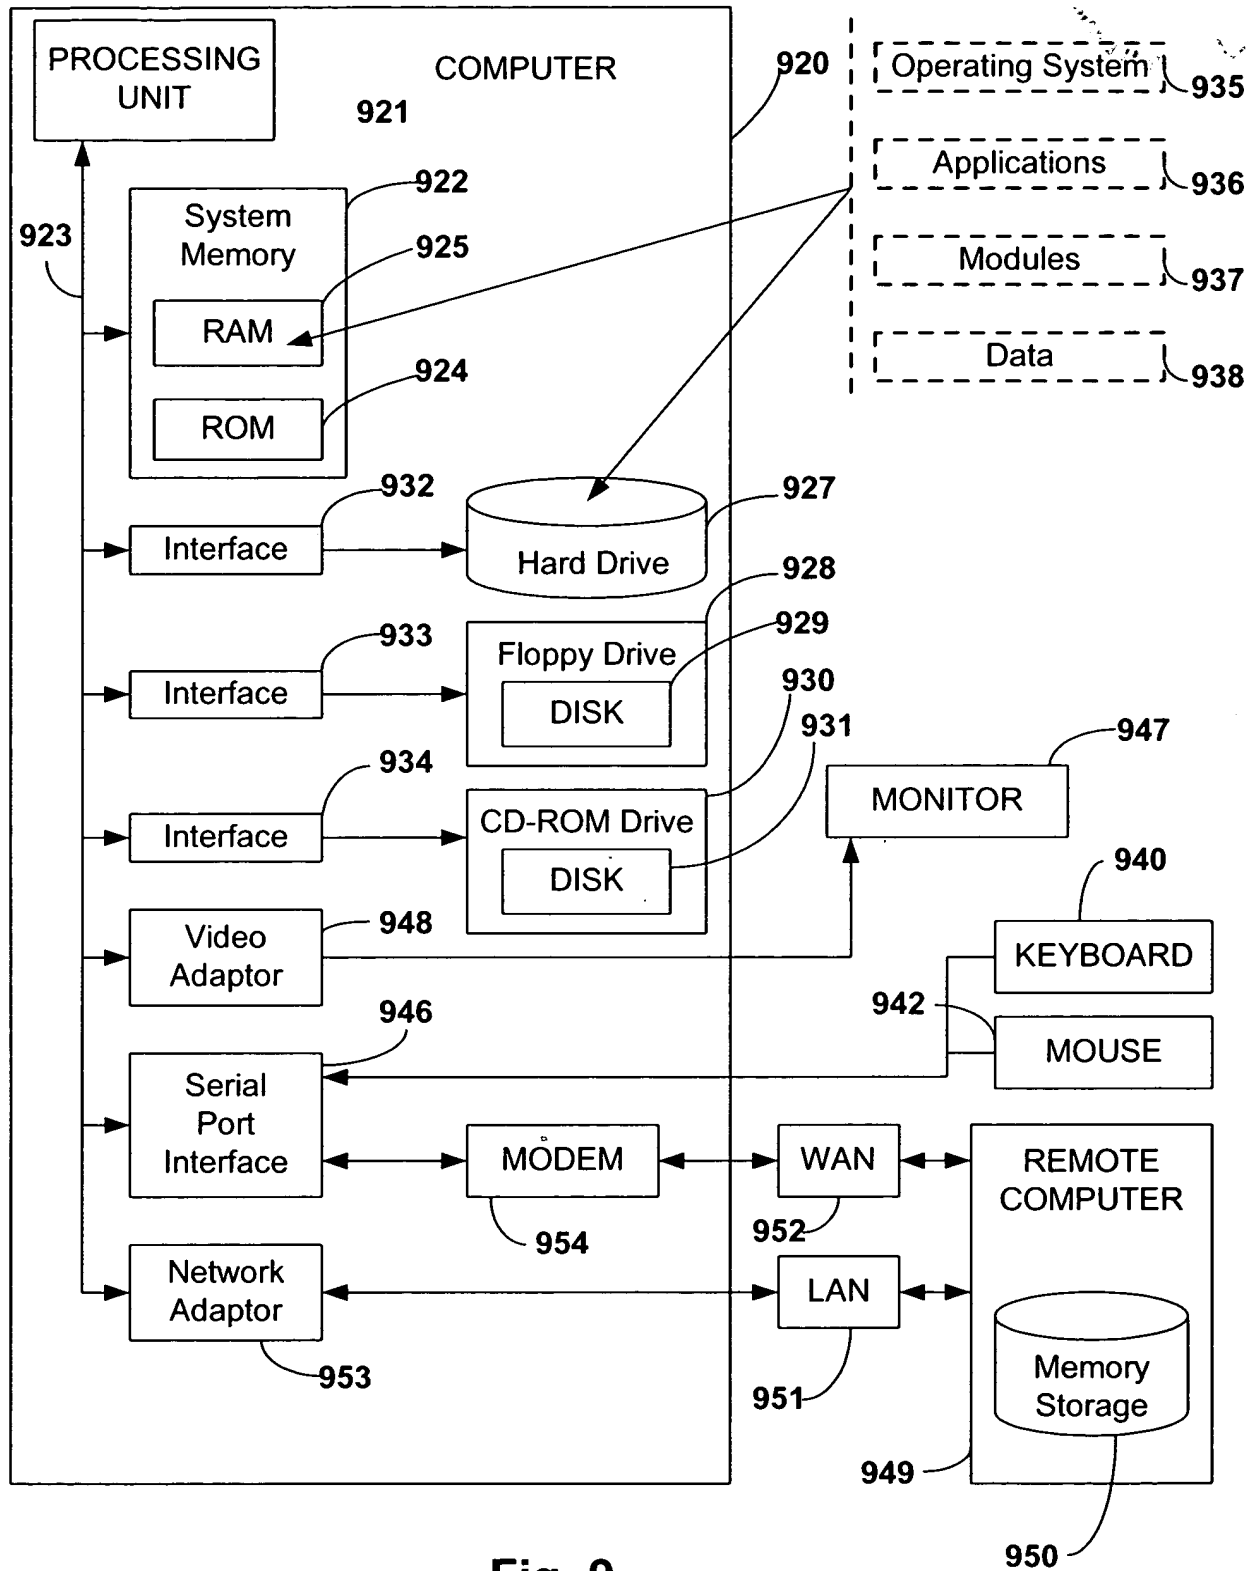 PROCESSING
UNIT
COMPUTER
921
920
Operating System
935
Applications
936
Modules
937
Data
938
923
922
System
Memory
925
RAM
924
ROM
932
Interface
927
Hard Drive
928
933
Interface
929
Floppy Drive
DISK
930
931
934
Interface
CD-ROM Drive
DISK
947
MONITOR
948
Video
Adaptor
940
KEYBOARD
942
MOUSE
946
Serial
Port
Interface
MODEM
954
WAN
952
REMOTE
COMPUTER
Network
Adaptor
953
LAN
951
Memory
Storage
949
950
Fig. 9